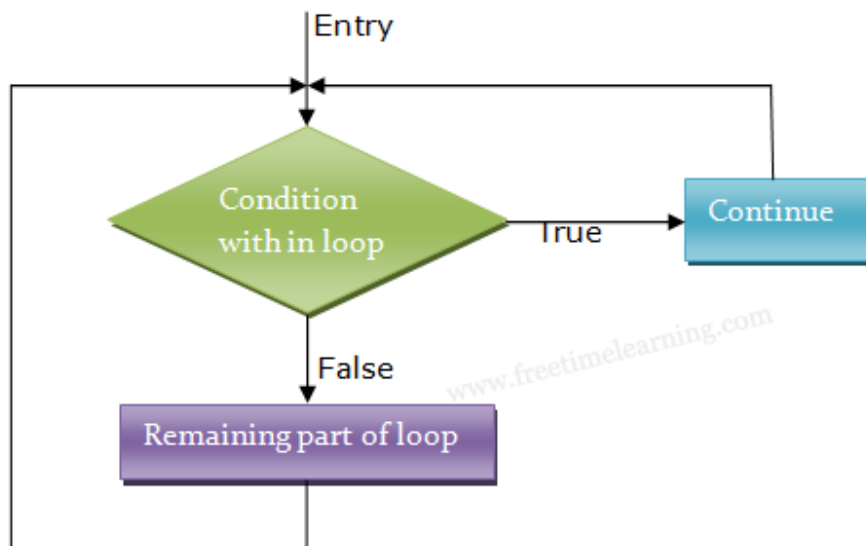 Entry
Condition
with in loop
True
Continue
www.freetimelearning.com
False
Remaining part of loop